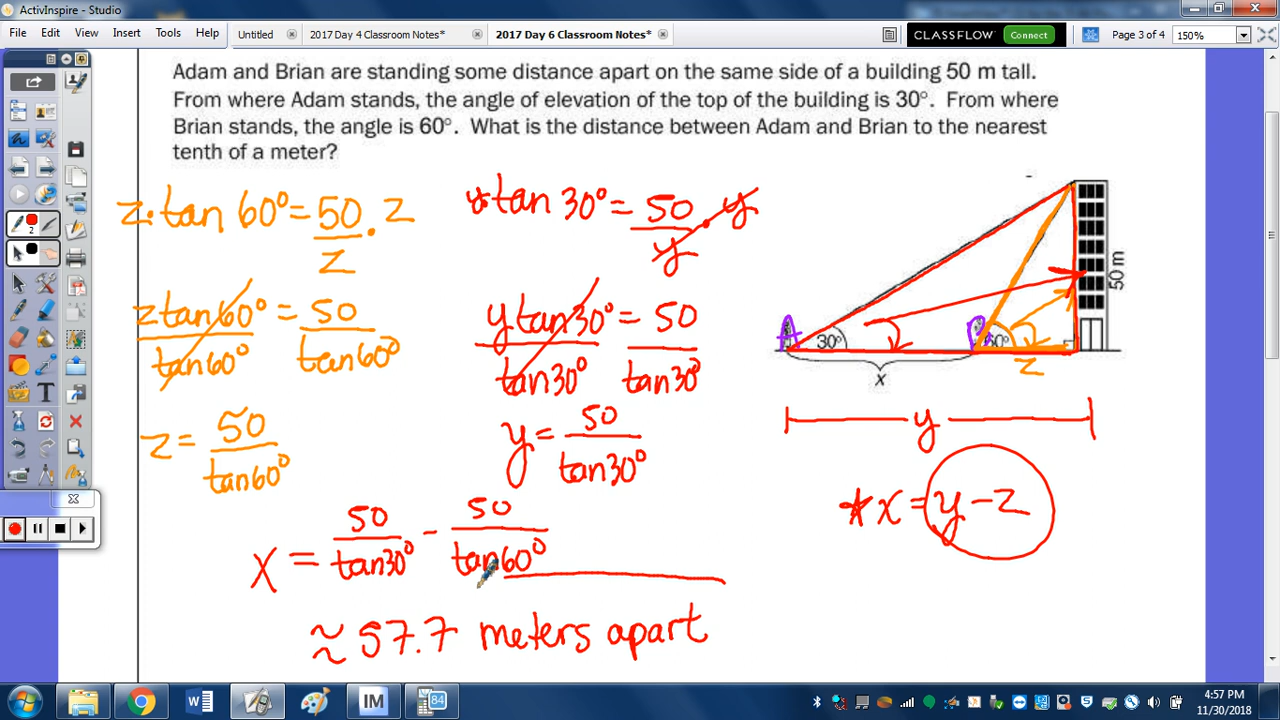 ActivInspire - Studio
File Edit View Insert Tools Help Untitled 2017 Day 4 Classroom Notes* 2017 Day 6 Classroom Notes* CLASSFLOW Connect Page 3 of 4 150%
Adam and Brian are standing some distance apart on the same side of a building 50 m tall.
From where Adam stands, the angle of elevation of the top of the building is 30°. From where
Brian stands, the angle is 60°. What is the distance between Adam and Brian to the nearest
tenth of a meter?
z·tan 60° = 50/z · z
z tan 60°/tan 60° = 50/tan 60°
z = 50/tan 60°
y·tan 30° = 50/y · y
y tan 30°/tan 30° = 50/tan 30°
y = 50/tan 30°
x = 50/tan 30° - 50/tan 60°
≈ 57.7 meters apart
50 m
A 30° B 60°
z
x
y
*x = y - z
2
W IM 84
4:57 PM
11/30/2018